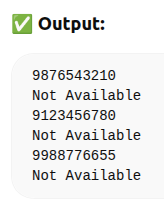 ✅ Output:
9876543210
Not Available
9123456780
Not Available
9988776655
Not Available